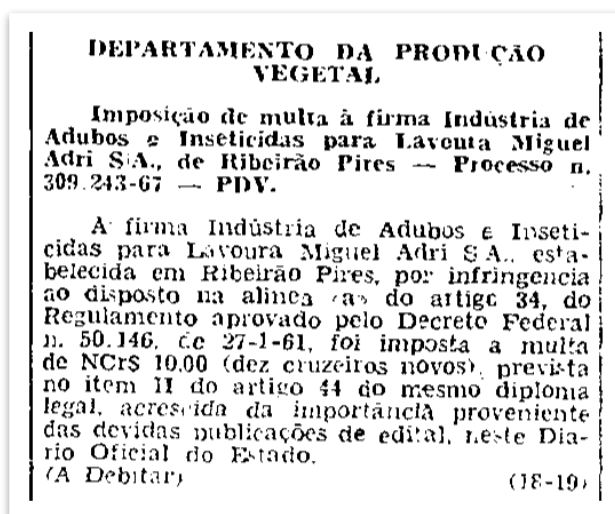 DEPARTAMENTO DA PRODUÇÃO
VEGETAL
Imposição de multa à firma Indústria de
Adubos e Inseticidas para Lavouta Miguel
Adri S.A., de Ribeirão Pires — Processo n.
309.243-67 — PDV.
A firma Indústria de Adubos e Inseti-
cidas para Lavoura Miguel Adri S.A., esta-
belecida em Ribeirão Pires, por infringencia
ao disposto na alinea «a» do artigo 34, do
Regulamento aprovado pelo Decreto Federal
n. 50.146, de 27-1-61, foi imposta a multa
de NCr$ 10,00 (dez cruzeiros novos), prevista
no item II do artigo 44 do mesmo diploma
legal, acrescida da importância proveniente
das devidas publicações de edital, neste Dia-
rio Oficial do Estado.
(A Debitar)
(18-19)